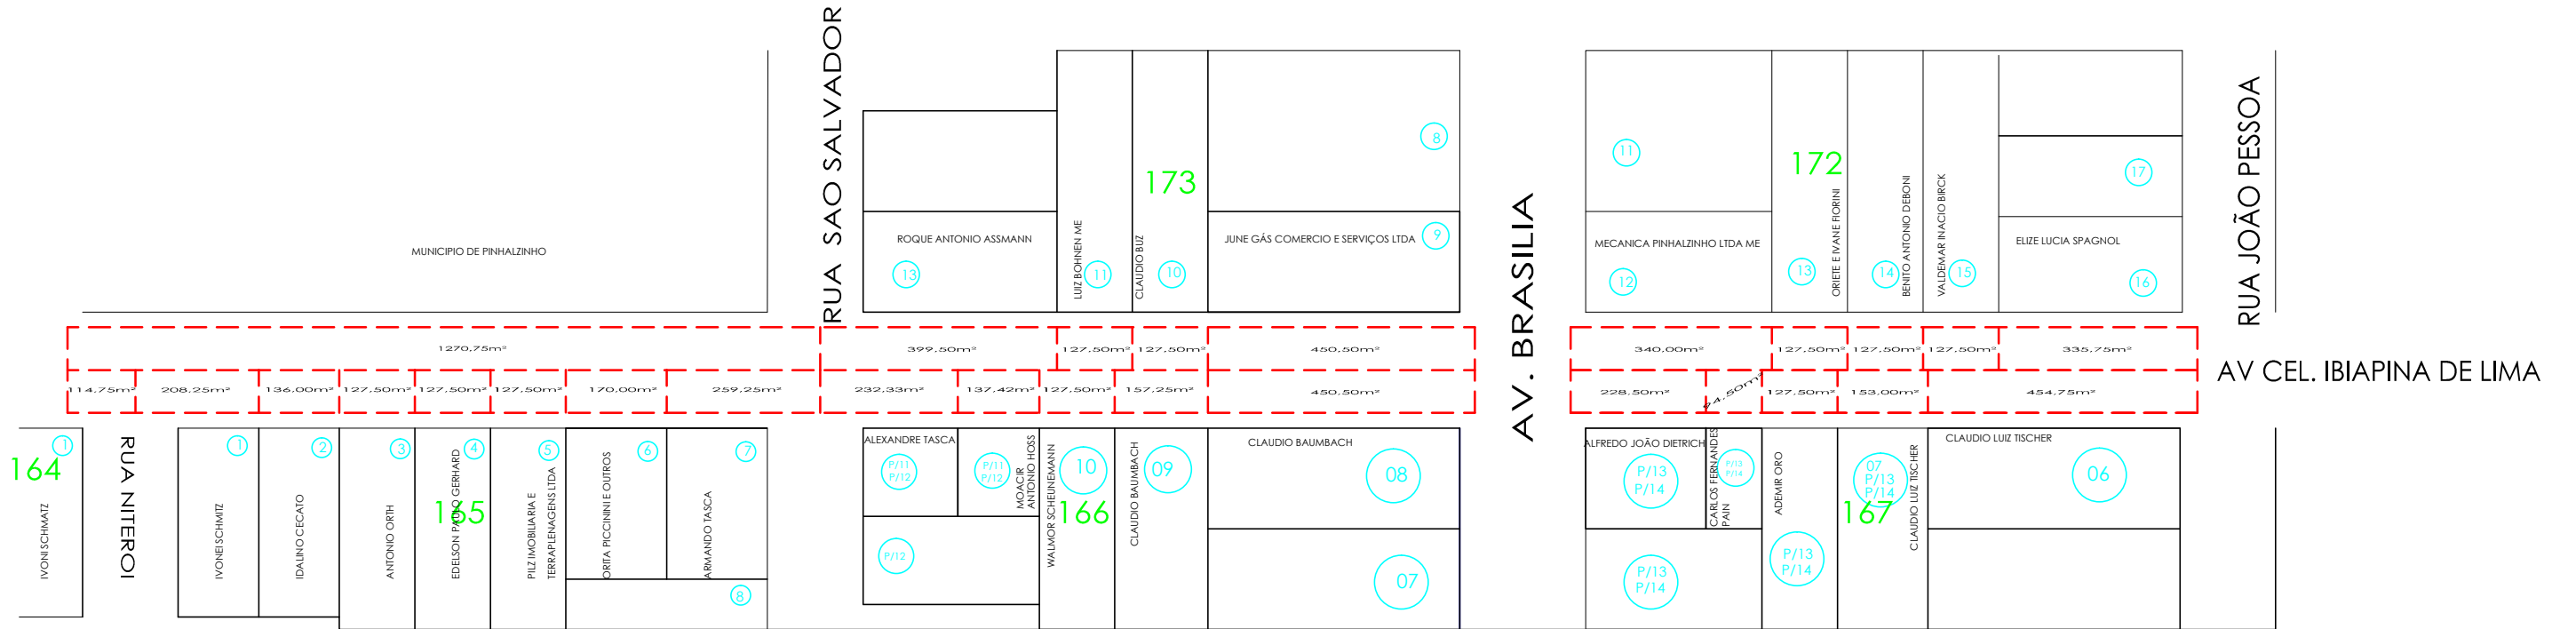 RUA SAO SALVADOR
AV. BRASILIA
RUA JOÃO PESSOA
AV CEL. IBIAPINA DE LIMA
RUA NITEROI
MUNICIPIO DE PINHALZINHO
173
ROQUE ANTONIO ASSMANN
13
LUIZ BOHNEN ME
11
CLAUDIO BUZ
10
8
JUNE GÁS COMERCIO E SERVIÇOS LTDA
9
172
11
MECANICA PINHALZINHO LTDA ME
12
ORIETE E IVANE FIORINI
13
BENITO ANTONIO DEBONI
14
VALDEMAR INACIO BIRCK
15
17
ELIZE LUCIA SPAGNOL
16
1270,75m²
399,50m²
127,50m²
127,50m²
450,50m²
340,00m²
127,50m²
127,50m²
127,50m²
335,75m²
114,75m²
208,25m²
136,00m²
127,50m²
127,50m²
127,50m²
170,00m²
259,25m²
232,33m²
137,42m²
127,50m²
157,25m²
450,50m²
228,50m²
127,50m²
153,00m²
454,75m²
164
1
IVONI SCHMATZ
165
1
IVONEI SCHMITZ
2
IDALINO CECATO
3
ANTONIO ORTH
4
EDELSON PAULO GERHARD
5
PILZ IMOBILIARIA E
TERRAPLENAGENS LTDA
6
ORITA PICCININI E OUTROS
7
ARMANDO TASCA
8
166
ALEXANDRE TASCA
P/11
P/12
P/11
P/12
MOACIR
ANTONIO HOSS
P/12
WALMOR SCHEUNEMANN
10
CLAUDIO BAUMBACH
09
CLAUDIO BAUMBACH
08
07
167
ALFREDO JOÃO DIETRICH
P/13
P/14
CARLOS FERNANDES
PAIN
P/13
P/14
P/13
P/14
ADEMIR ORO
P/13
P/14
07
P/13
P/14
CLAUDIO LUIZ TISCHER
CLAUDIO LUIZ TISCHER
06